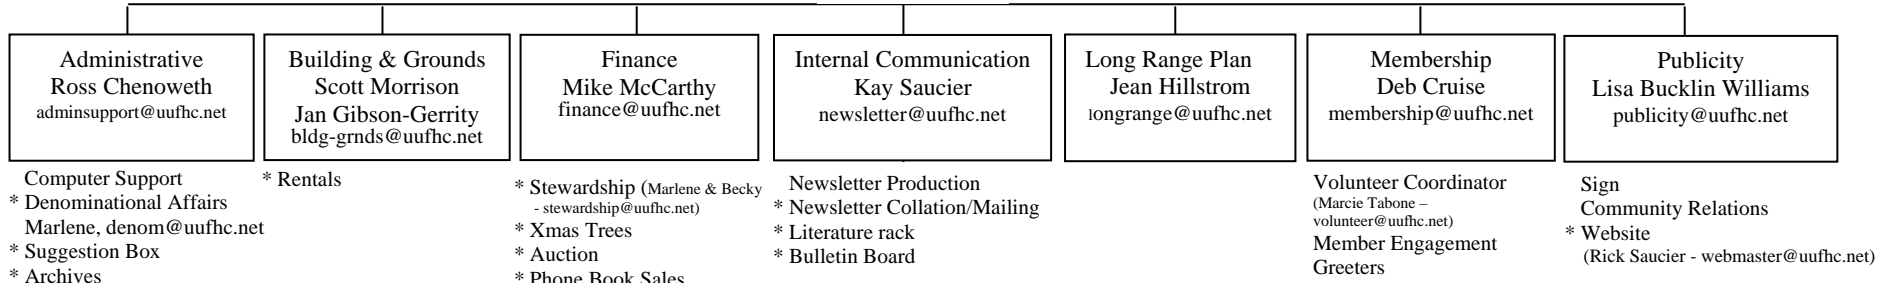 Administrative
Ross Chenoweth
adminsupport@uufhc.net
Computer Support
* Denominational Affairs
Marlene, denom@uufhc.net
* Suggestion Box
* Archives
Building & Grounds
Scott Morrison
Jan Gibson-Gerrity
bldg-grnds@uufhc.net
* Rentals
Finance
Mike McCarthy
finance@uufhc.net
* Stewardship (Marlene & Becky
- stewardship@uufhc.net)
* Xmas Trees
* Auction
* Phone Book Sales
Internal Communication
Kay Saucier
newsletter@uufhc.net
Newsletter Production
* Newsletter Collation/Mailing
* Literature rack
* Bulletin Board
Long Range Plan
Jean Hillstrom
longrange@uufhc.net
Membership
Deb Cruise
membership@uufhc.net
Volunteer Coordinator
(Marcie Tabone –
volunteer@uufhc.net)
Member Engagement
Greeters
Publicity
Lisa Bucklin Williams
publicity@uufhc.net
Sign
Community Relations
* Website
(Rick Saucier - webmaster@uufhc.net)